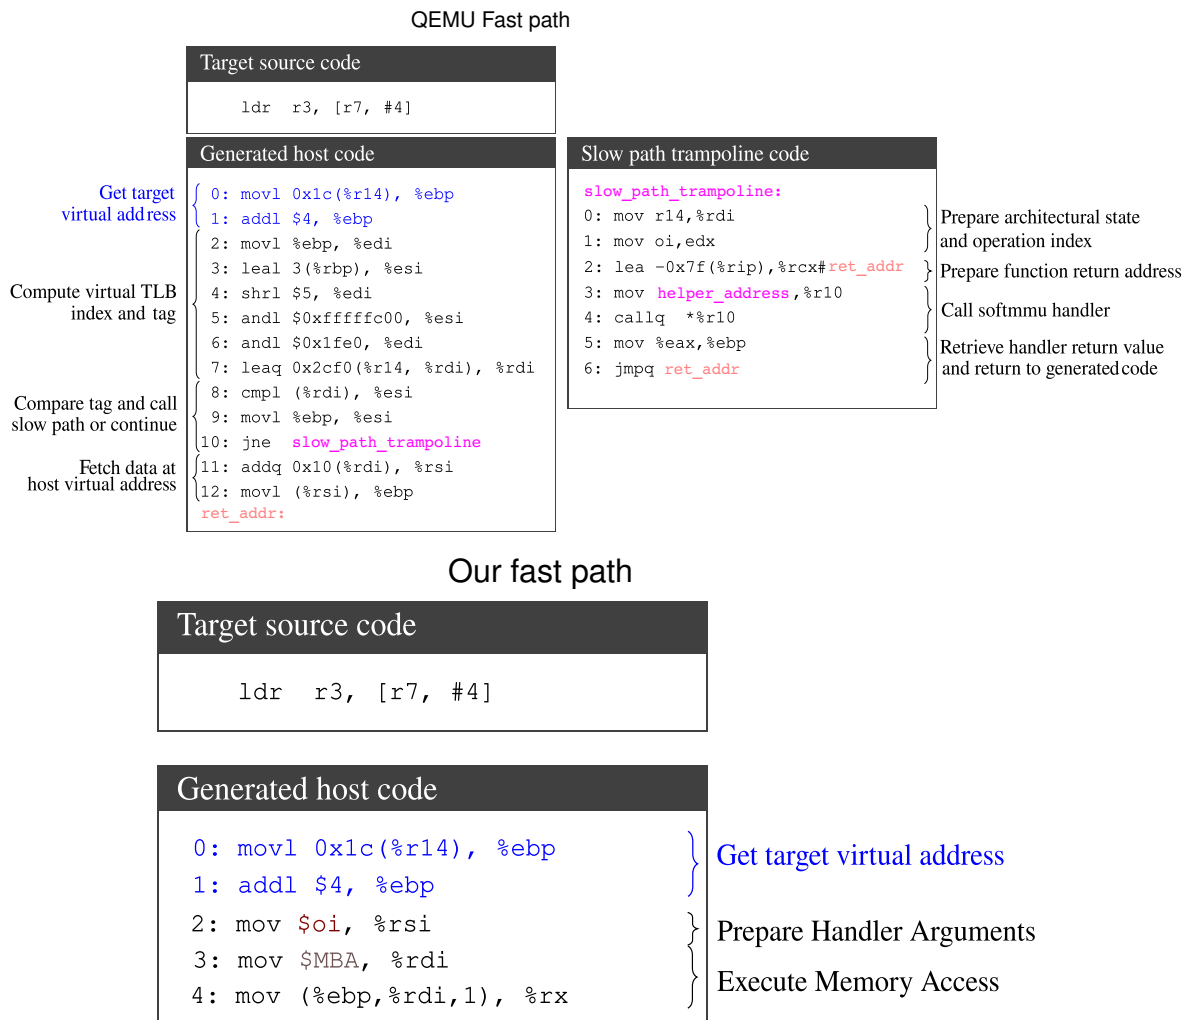 QEMU Fast path
Target source code
ldr r3, [r7, #4]
Generated host code
Get target
virtual address
0: movl 0x1c(%r14), %ebp
1: addl $4, %ebp
Compute virtual TLB
index and tag
2: movl %ebp, %edi
3: leal 3(%rbp), %esi
4: shrl $5, %edi
5: andl $0xfffffc00, %esi
6: andl $0x1fe0, %edi
7: leaq 0x2cf0(%r14, %rdi), %rdi
Compare tag and call
slow path or continue
8: cmpl (%rdi), %esi
9: movl %ebp, %esi
10: jne slow_path_trampoline
Fetch data at
host virtual address
11: addq 0x10(%rdi), %rsi
12: movl (%rsi), %ebp
ret_addr:
Slow path trampoline code
slow_path_trampoline:
0: mov r14,%rdi
1: mov oi,edx
Prepare architectural state
and operation index
2: lea -0x7f(%rip),%rcx#ret_addr
Prepare function return address
3: mov helper_address,%r10
4: callq *%r10
Call softmmu handler
5: mov %eax,%ebp
6: jmpq ret_addr
Retrieve handler return value
and return to generated code
Our fast path
Target source code
ldr r3, [r7, #4]
Generated host code
0: movl 0x1c(%r14), %ebp
1: addl $4, %ebp
Get target virtual address
2: mov $oi, %rsi
Prepare Handler Arguments
3: mov $MBA, %rdi
4: mov (%ebp,%rdi,1), %rx
Execute Memory Access